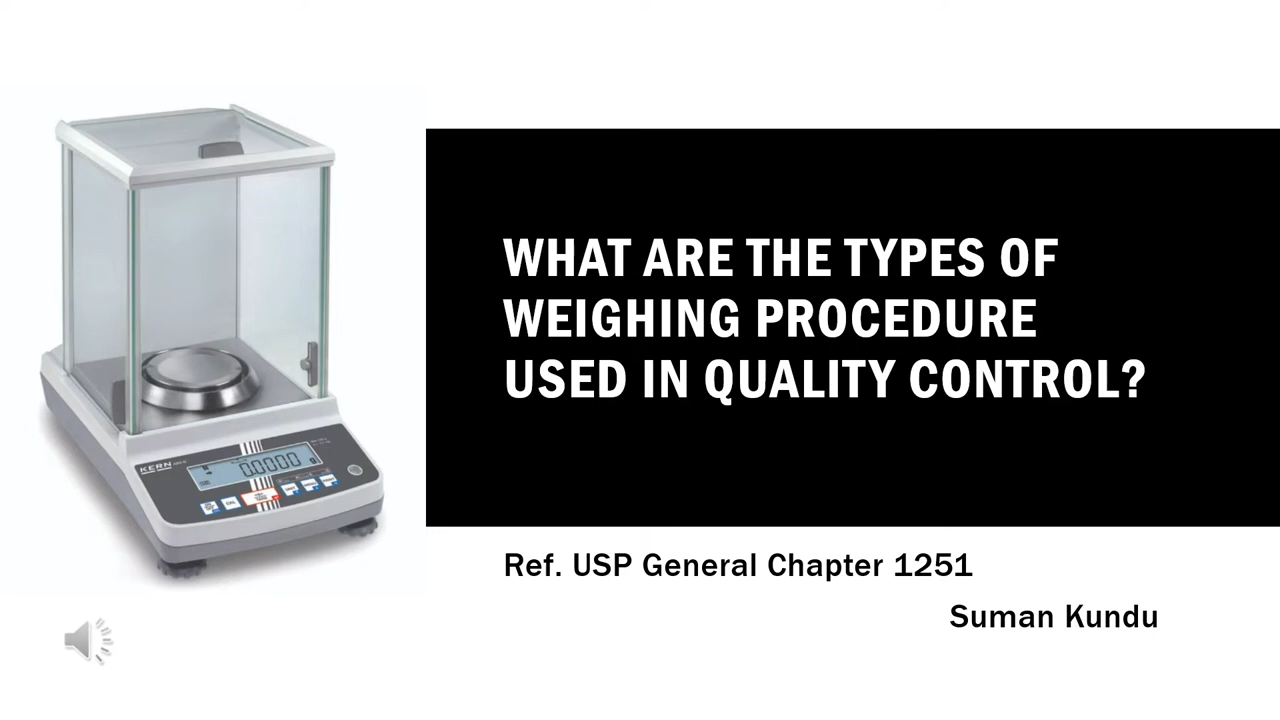 WHAT ARE THE TYPES OF
WEIGHING PROCEDURE
USED IN QUALITY CONTROL?
KERN
0.0000
CAL
Ref. USP General Chapter 1251
Suman Kundu